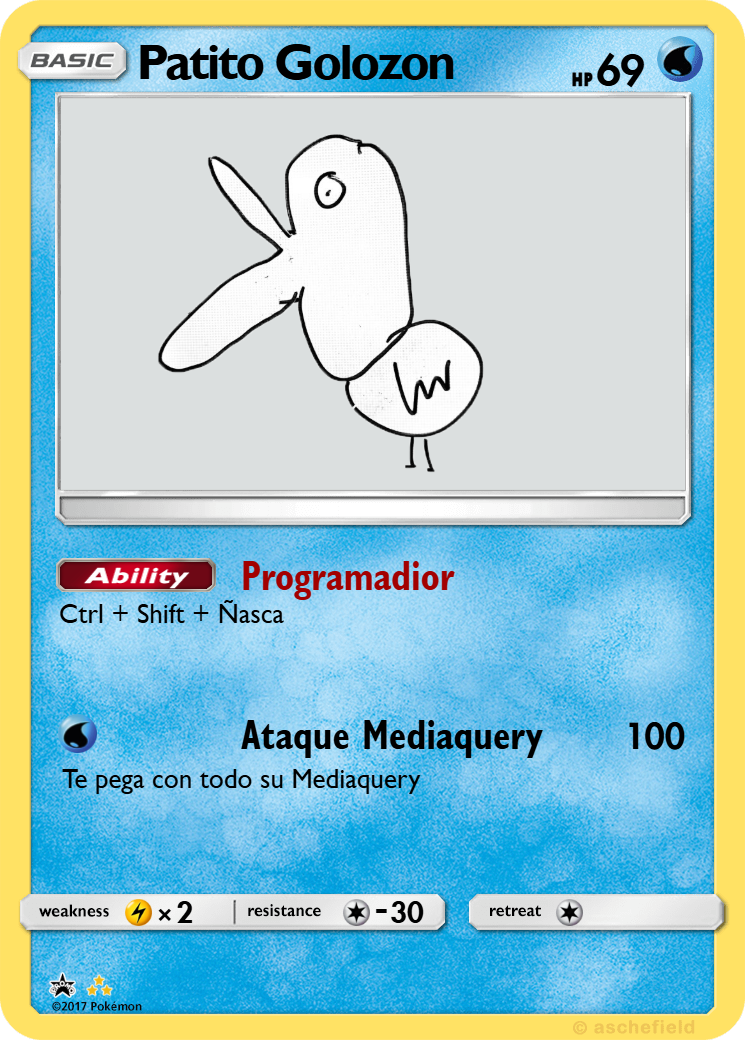 BASIC Patito Golozon HP 69
Ability Programadior
Ctrl + Shift + Ñasca
Ataque Mediaquery 100
Te pega con todo su Mediaquery
weakness × 2 resistance -30 retreat
©2017 Pokémon
© aschefield